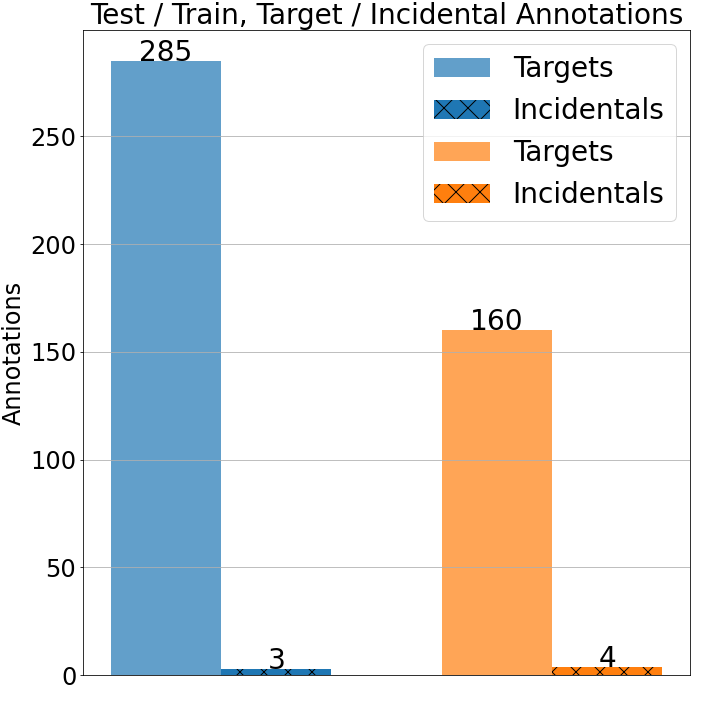 Test / Train, Target / Incidental Annotations
285
Targets
Incidentals
Targets
Incidentals
250
200
160
150
Annotations
100
50
3
4
0